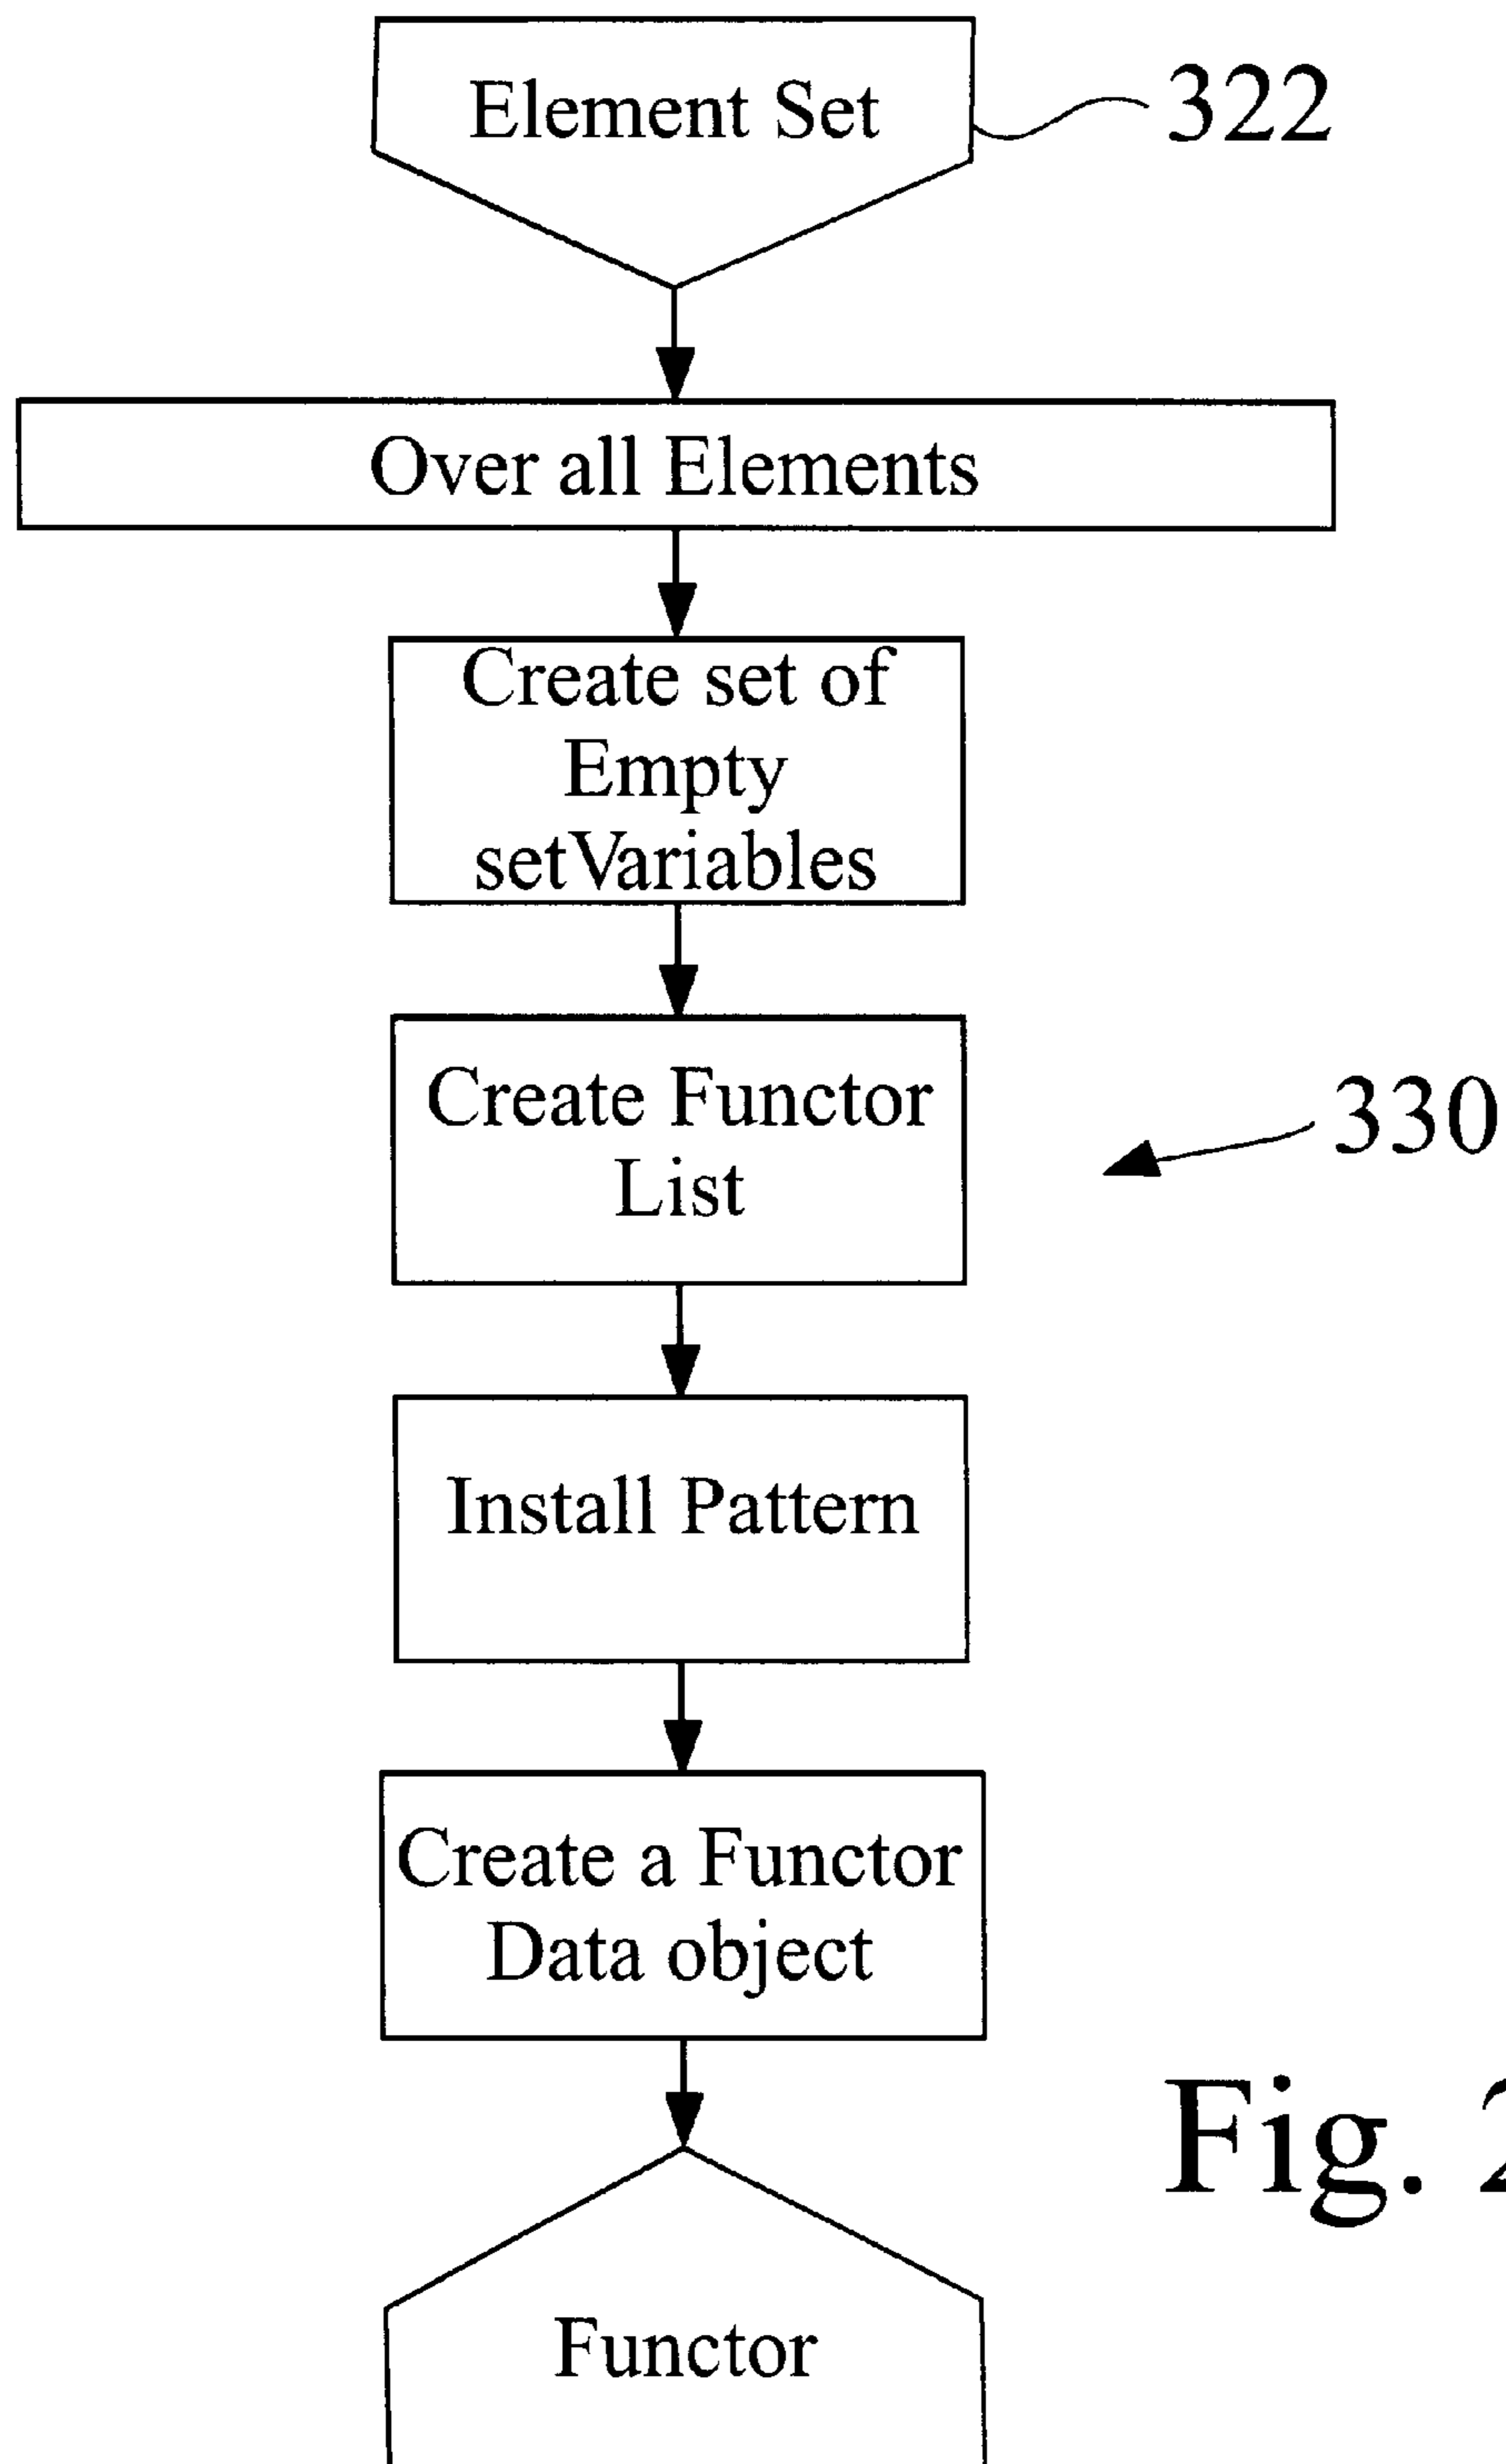 Element Set
322
Over all Elements
Create set of
Empty
setVariables
Create Functor
List
330
Install Pattern
Create a Functor
Data object
Fig.
Functor